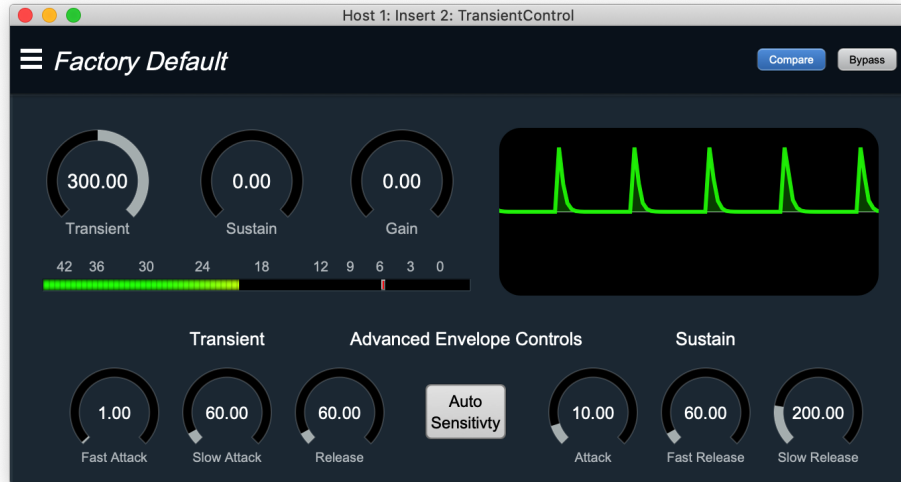 Host 1: Insert 2: TransientControl
Factory Default
Compare
Bypass
300.00
0.00
0.00
Transient
Sustain
Gain
42 36 30 24 18 12 9 6 3 0
Transient
Advanced Envelope Controls
Sustain
1.00
60.00
60.00
Auto
Sensitivty
10.00
60.00
200.00
Fast Attack
Slow Attack
Release
Attack
Fast Release
Slow Release